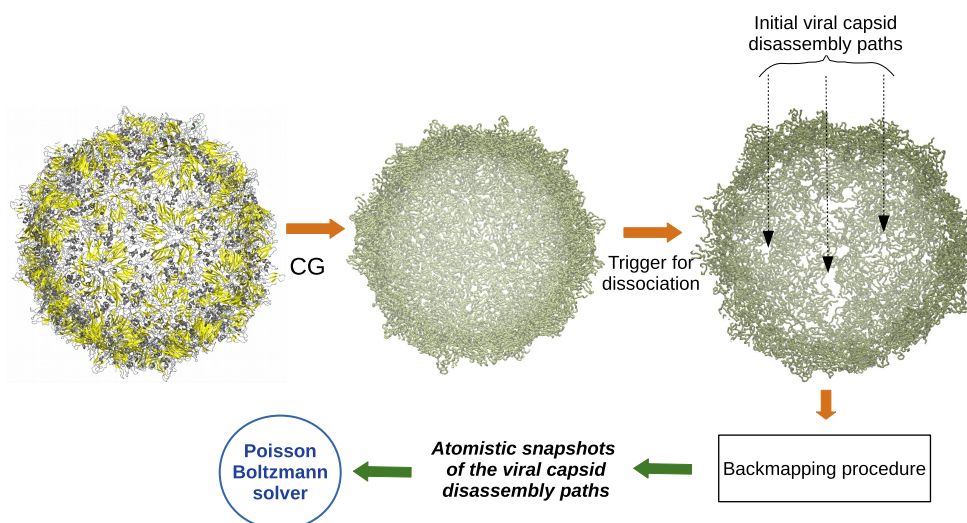 Initial viral capsid
disassembly paths
CG
Trigger for
dissociation
Backmapping procedure
Atomistic snapshots
of the viral capsid
disassembly paths
Poisson
Boltzmann
solver